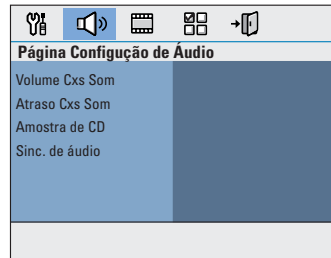 Página Configução de Áudio
Volume Cxs Som
Atraso Cxs Som
Amostra de CD
Sinc. de áudio